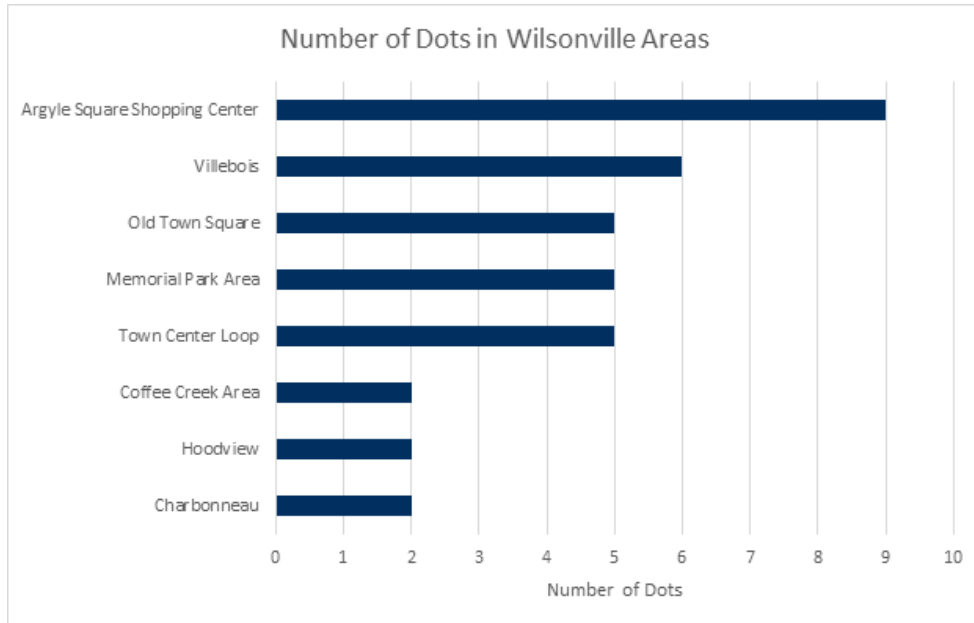 Number of Dots in Wilsonville Areas
Argyle Square Shopping Center
Villebois
Old Town Square
Memorial Park Area
Town Center Loop
Coffee Creek Area
Hoodview
Charbonneau
0 1 2 3 4 5 6 7 8 9 10
Number of Dots